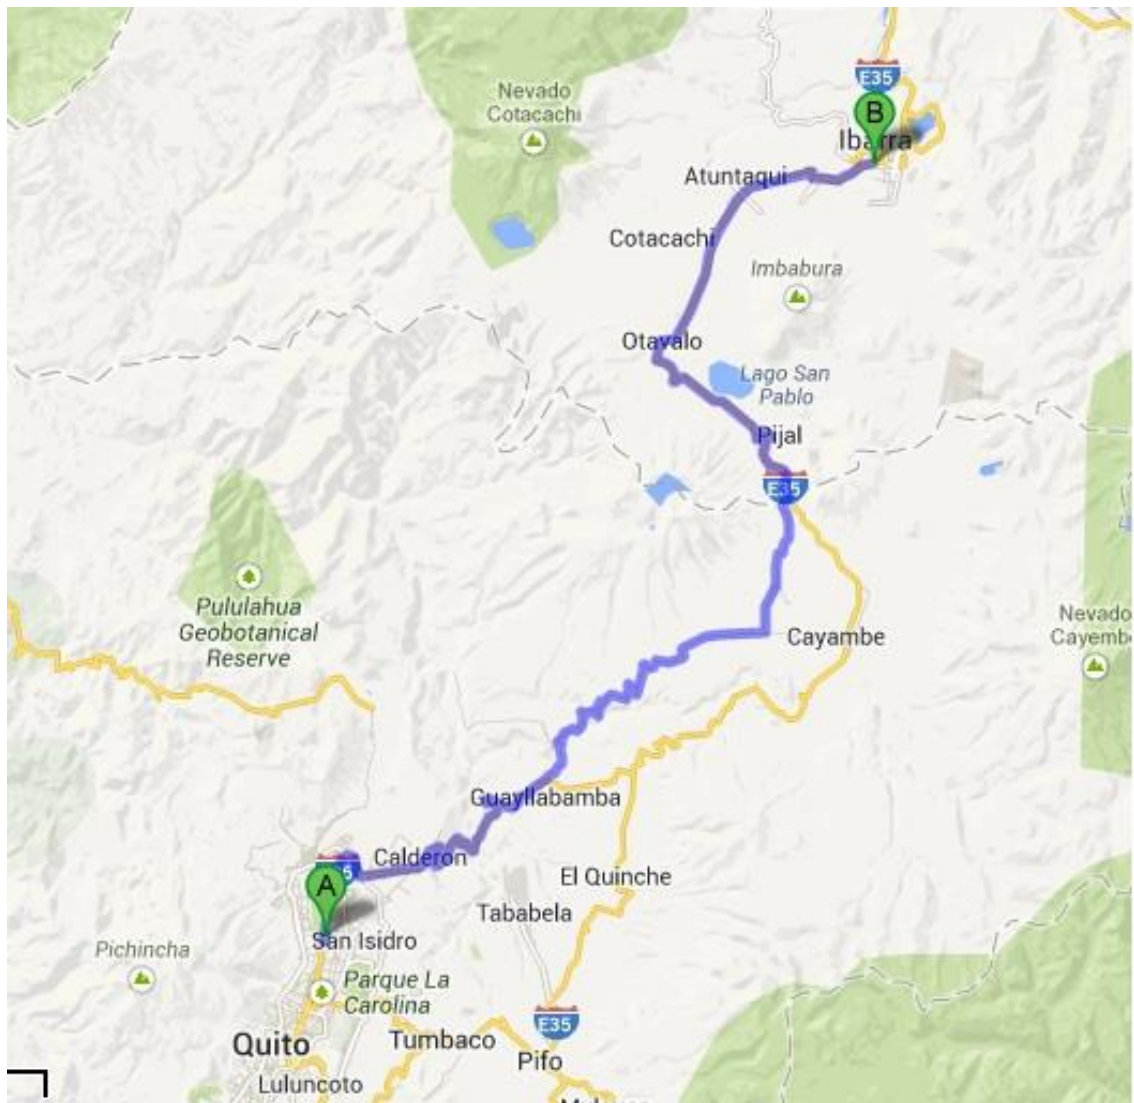 E35
Nevado
Cotacachi
B
Ibarra
Atuntaqui
Cotacachi
Imbabura
Otavalo
Lago San
Pablo
Pijal
E35
Pululahua
Geobotanical
Reserve
Nevado
Cayembe
Cayambe
Guayllabamba
Calderon
A
El Quinche
Tababela
San Isidro
Pichincha
Parque La
Carolina
E35
Quito
Tumbaco
Pifo
Luluncoto